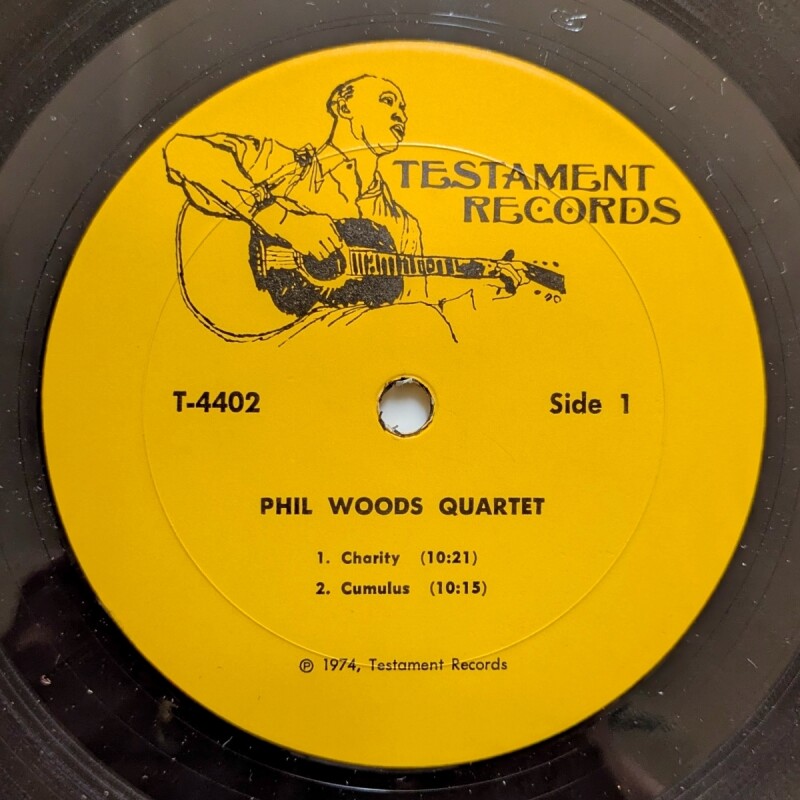 TESTAMENT
RECORDS
T-4402 Side 1
PHIL WOODS QUARTET
1. Charity (10:21)
2. Cumulus (10:15)
℗ 1974, Testament Records